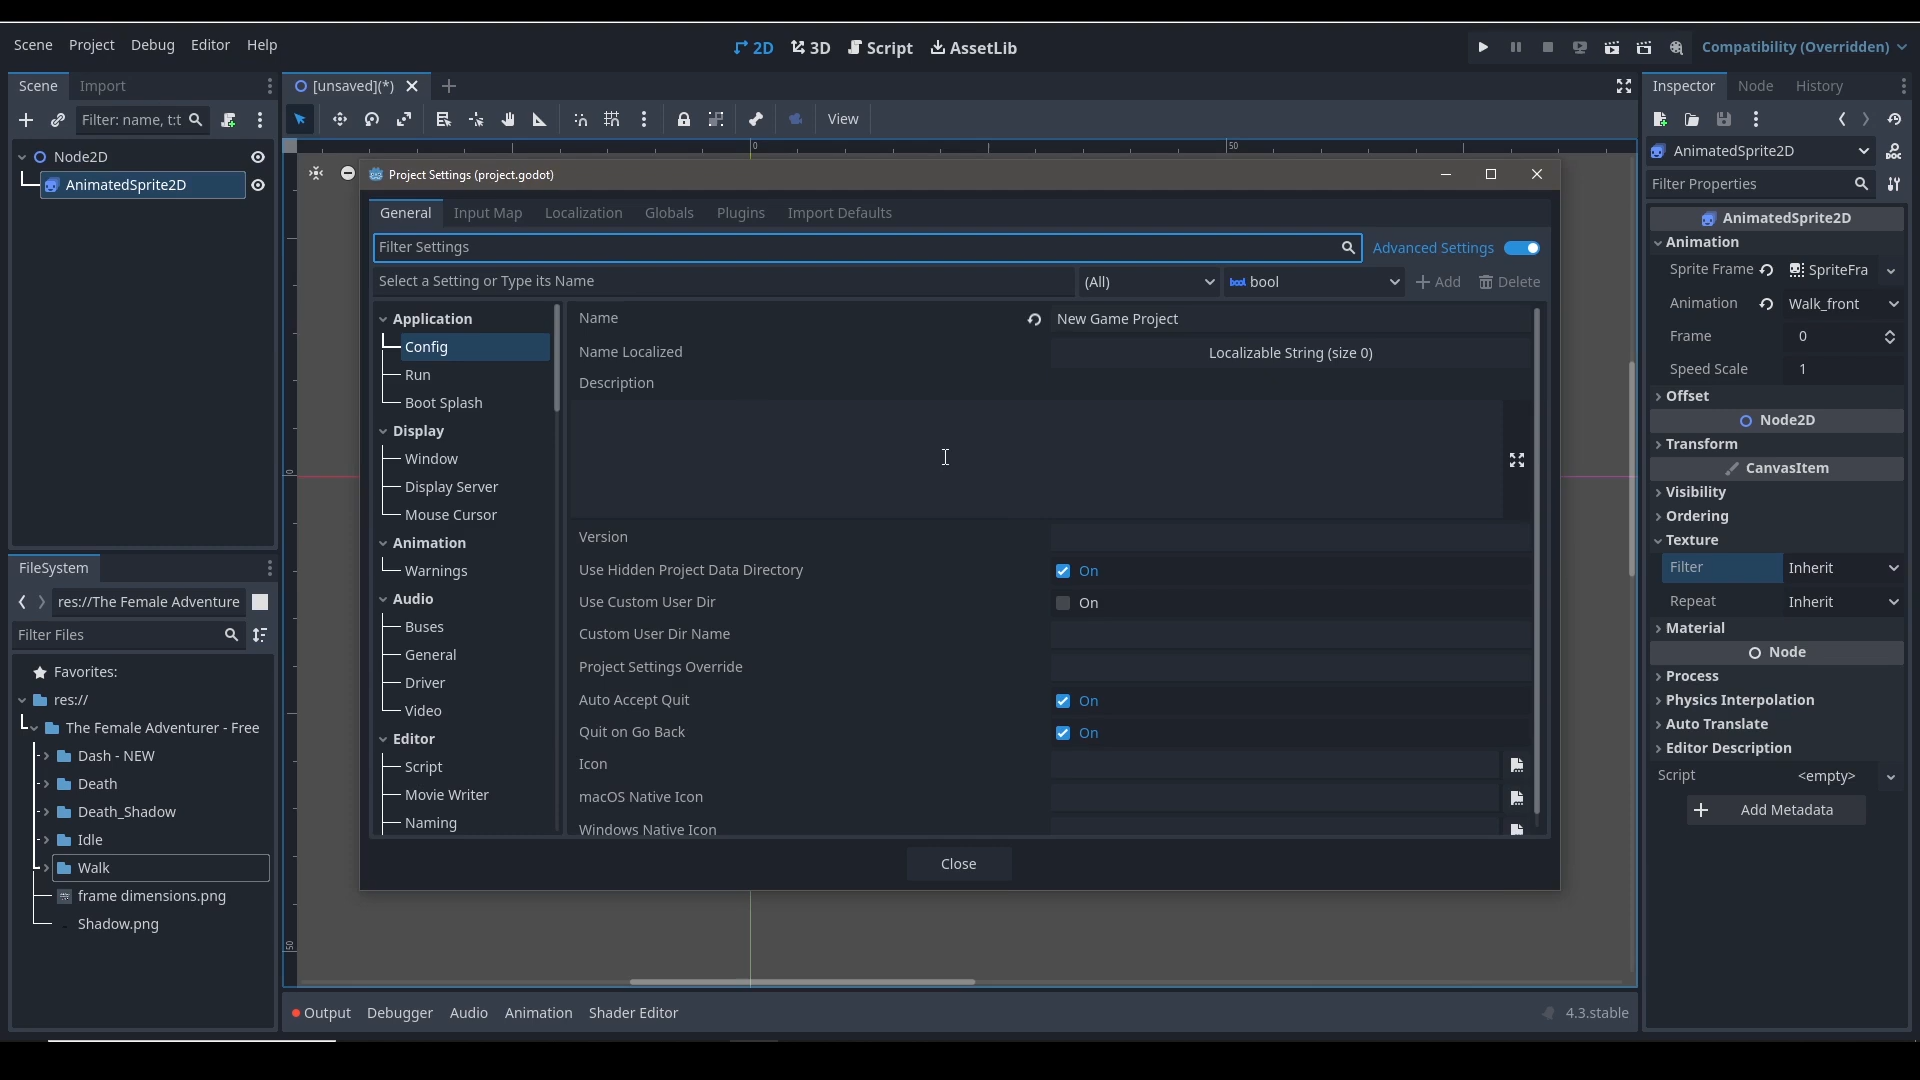 Scene Project Debug Editor Help
2D 3D Script AssetLib
Compatibility (Overridden)
Scene Import
[unsaved](*)
Inspector Node History
Filter: name, t:t
View
Node2D
AnimatedSprite2D
0
50
0
50
FileSystem
res://The Female Adventure
Filter Files
Favorites:
res://
The Female Adventurer - Free
Dash - NEW
Death
Death_Shadow
Idle
Walk
frame dimensions.png
Shadow.png
Project Settings (project.godot)
General Input Map Localization Globals Plugins Import Defaults
Filter Settings
Advanced Settings
Select a Setting or Type its Name
(All)
bool bool
Add
Delete
Application
Config
Run
Boot Splash
Display
Window
Display Server
Mouse Cursor
Animation
Warnings
Audio
Buses
General
Driver
Video
Editor
Script
Movie Writer
Naming
Name New Game Project
Name Localized Localizable String (size 0)
Description
Version
Use Hidden Project Data Directory On
Use Custom User Dir On
Custom User Dir Name
Project Settings Override
Auto Accept Quit On
Quit on Go Back On
Icon
macOS Native Icon
Windows Native Icon
Close
Output Debugger Audio Animation Shader Editor
4.3.stable
AnimatedSprite2D
DOC
Filter Properties
AnimatedSprite2D
Animation
Sprite Frame SpriteFra
Animation Walk_front
Frame 0
Speed Scale 1
Offset
Node2D
Transform
CanvasItem
Visibility
Ordering
Texture
Filter Inherit
Repeat Inherit
Material
Node
Process
Physics Interpolation
Auto Translate
Editor Description
Script <empty>
Add Metadata